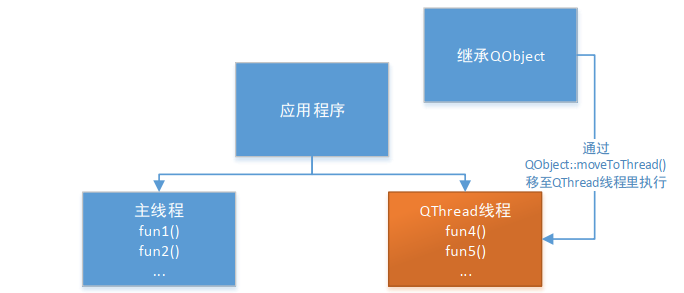 继承QObject
应用程序
通过
QObject::moveToThread()
移至QThread线程里执行
主线程
fun1()
fun2()
...
QThread线程
fun4()
fun5()
...